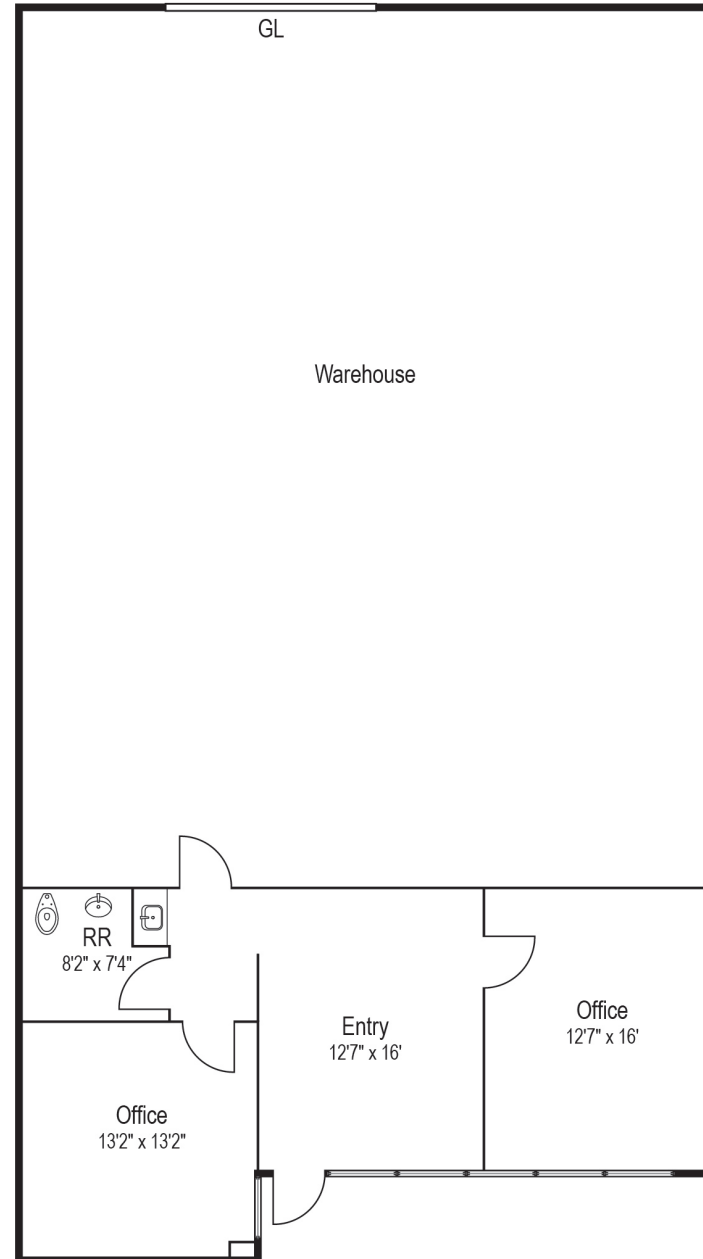 GL
Warehouse
RR
8'2" x 7'4"
Entry
12'7" x 16'
Office
12'7" x 16'
Office
13'2" x 13'2"